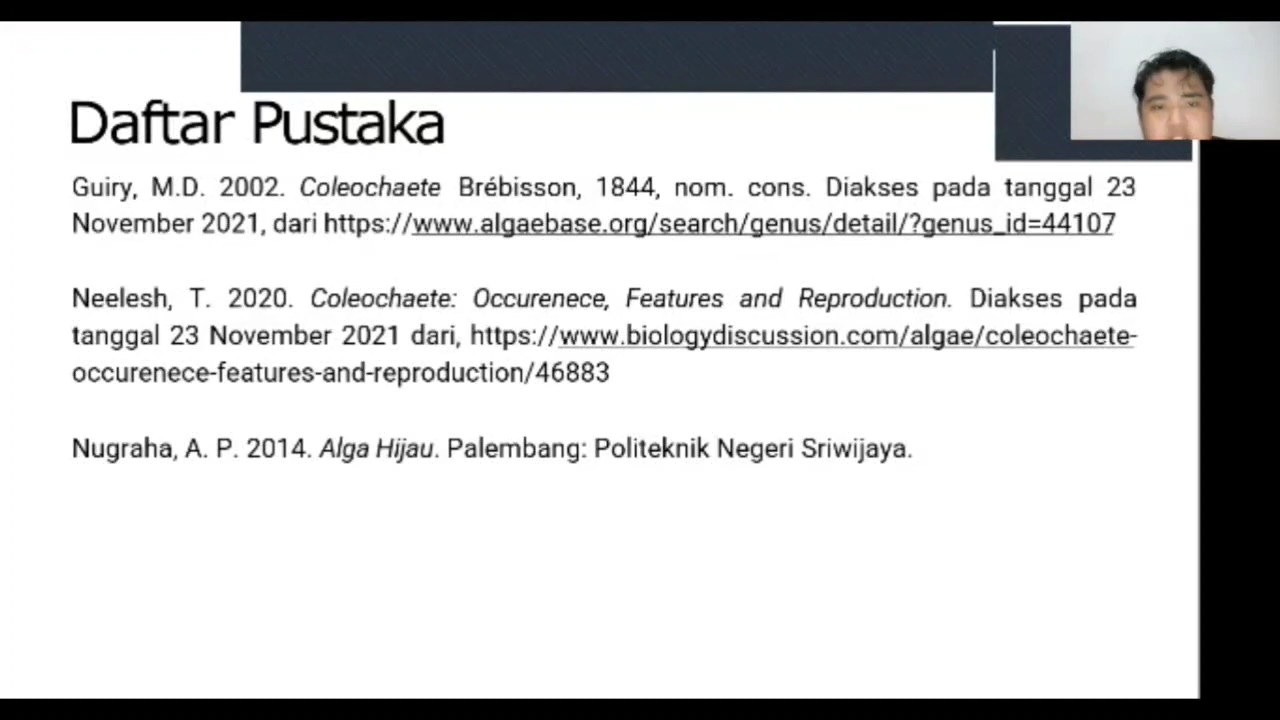 Daftar Pustaka
Guiry, M.D. 2002. Coleochaete Brébisson, 1844, nom. cons. Diakses pada tanggal 23
November 2021, dari https://www.algaebase.org/search/genus/detail/?genus_id=44107
Neelesh, T. 2020. Coleochaete: Occurenece, Features and Reproduction. Diakses pada
tanggal 23 November 2021 dari, https://www.biologydiscussion.com/algae/coleochaete-
occurenece-features-and-reproduction/46883
Nugraha, A. P. 2014. Alga Hijau. Palembang: Politeknik Negeri Sriwijaya.